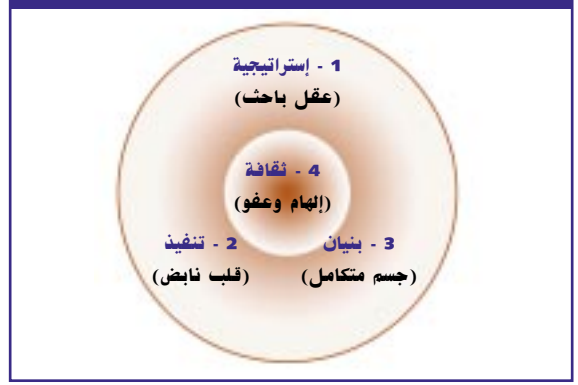 1 - إستراتيجية
(عقل باحث)
4 - ثقافة
(إلهام وعفو)
3 - بنيان
(جسم متكامل)
2 - تنفيذ
(قلب نابض)